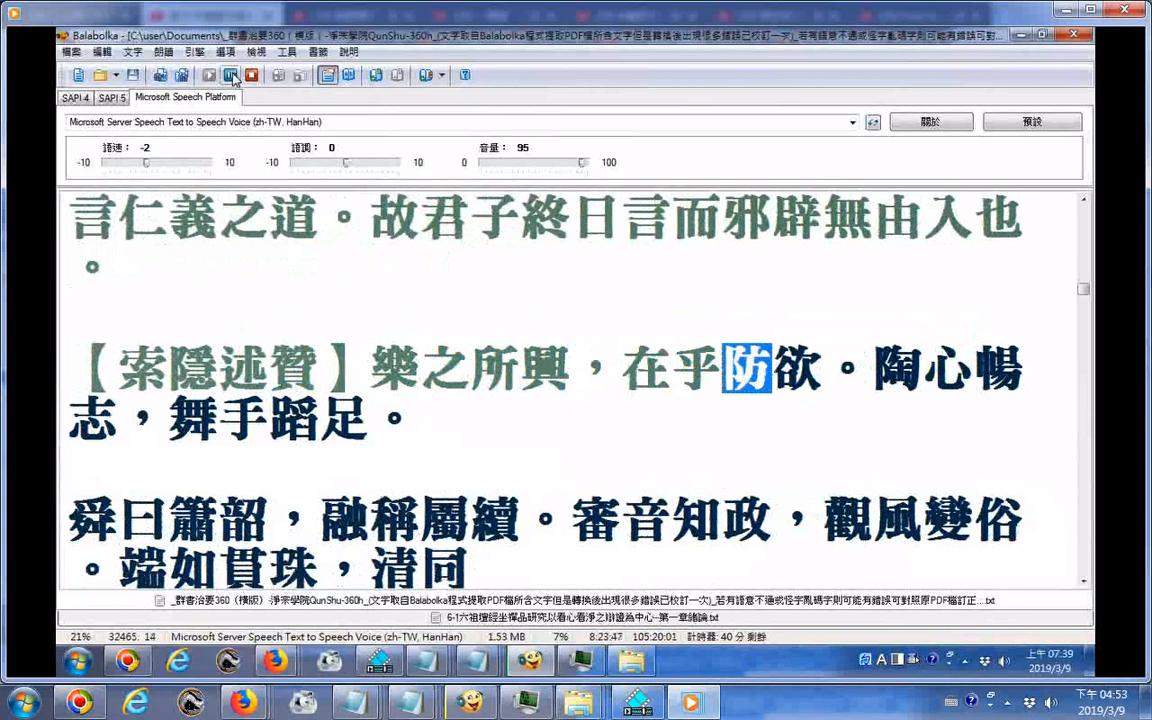 Balabolka - [C:\user\Documents\_群書治要360（橫版）-淨宗學院QunShu-360h_(文字取自Balabolka程式提取PDF檔所含文字但是轉換後出現很多錯誤已校訂一次)_若有語意不通或怪字亂碼字則可能有錯誤可對...
檔案 編輯 文字 朗讀 引擎 選項 檢視 工具 書籤 說明
SAPI 4 SAPI 5 Microsoft Speech Platform
Microsoft Server Speech Text to Speech Voice (zh-TW, HanHan) 關於 預設
語速： -2 語調： 0 音量： 95
-10 10 -10 10 0 100
言仁義之道。故君子終日言而邪辟無由入也
。
【索隱述贊】樂之所興，在乎防欲。陶心暢
志，舞手蹈足。
舜曰簫韶，融稱屬續。審音知政，觀風變俗
。端如貫珠，清同
_群書治要360（橫版）-淨宗學院QunShu-360h_(文字取自Balabolka程式提取PDF檔所含文字但是轉換後出現很多錯誤已校訂一次)_若有語意不通或怪字亂碼字則可能有錯誤可對照原PDF檔訂正....txt
6-1六祖壇經坐禪品研究以看心看淨之辯證為中心--第一章緒論.txt
21% 32465: 14 Microsoft Server Speech Text to Speech Voice (zh-TW, HanHan) 1.53 MB 7% 8:23:47 105:20:01 計時器: 40 分 剩餘
A 上午 07:39
2019/3/9
下午 04:53
2019/3/9